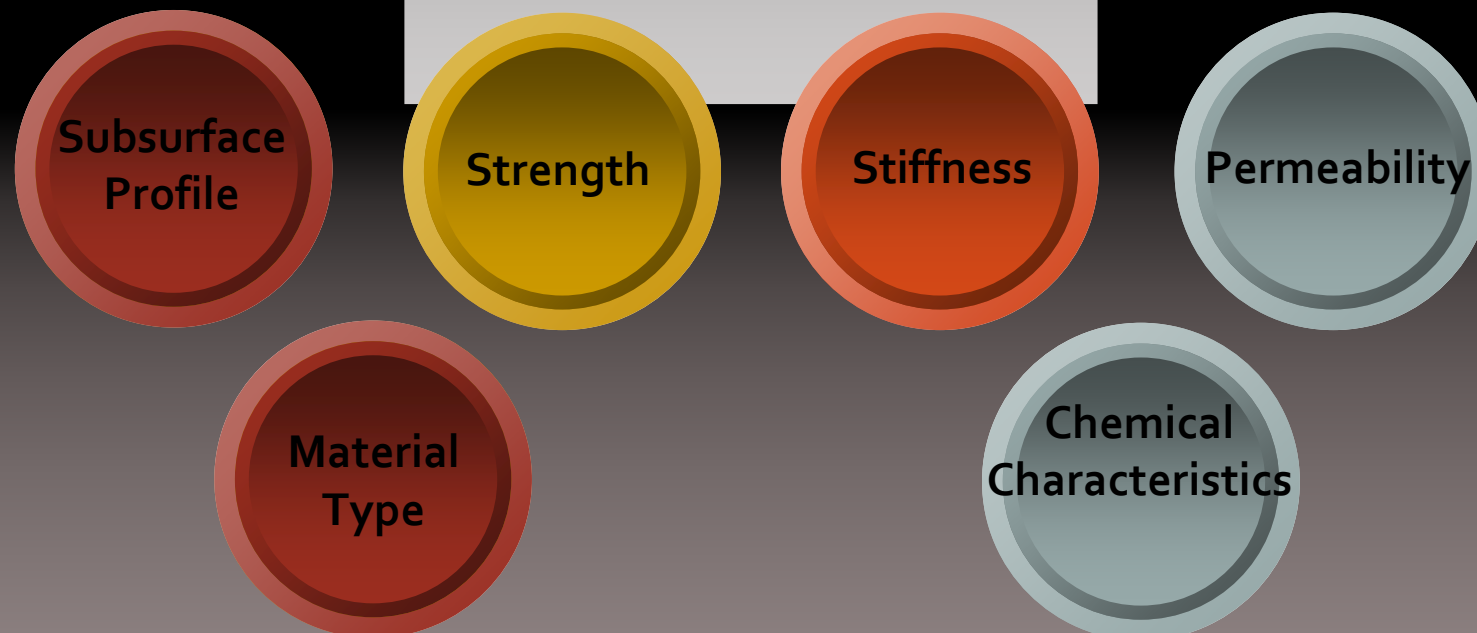 Subsurface
Profile
Strength
Stiffness
Permeability
Material
Type
Chemical
Characteristics